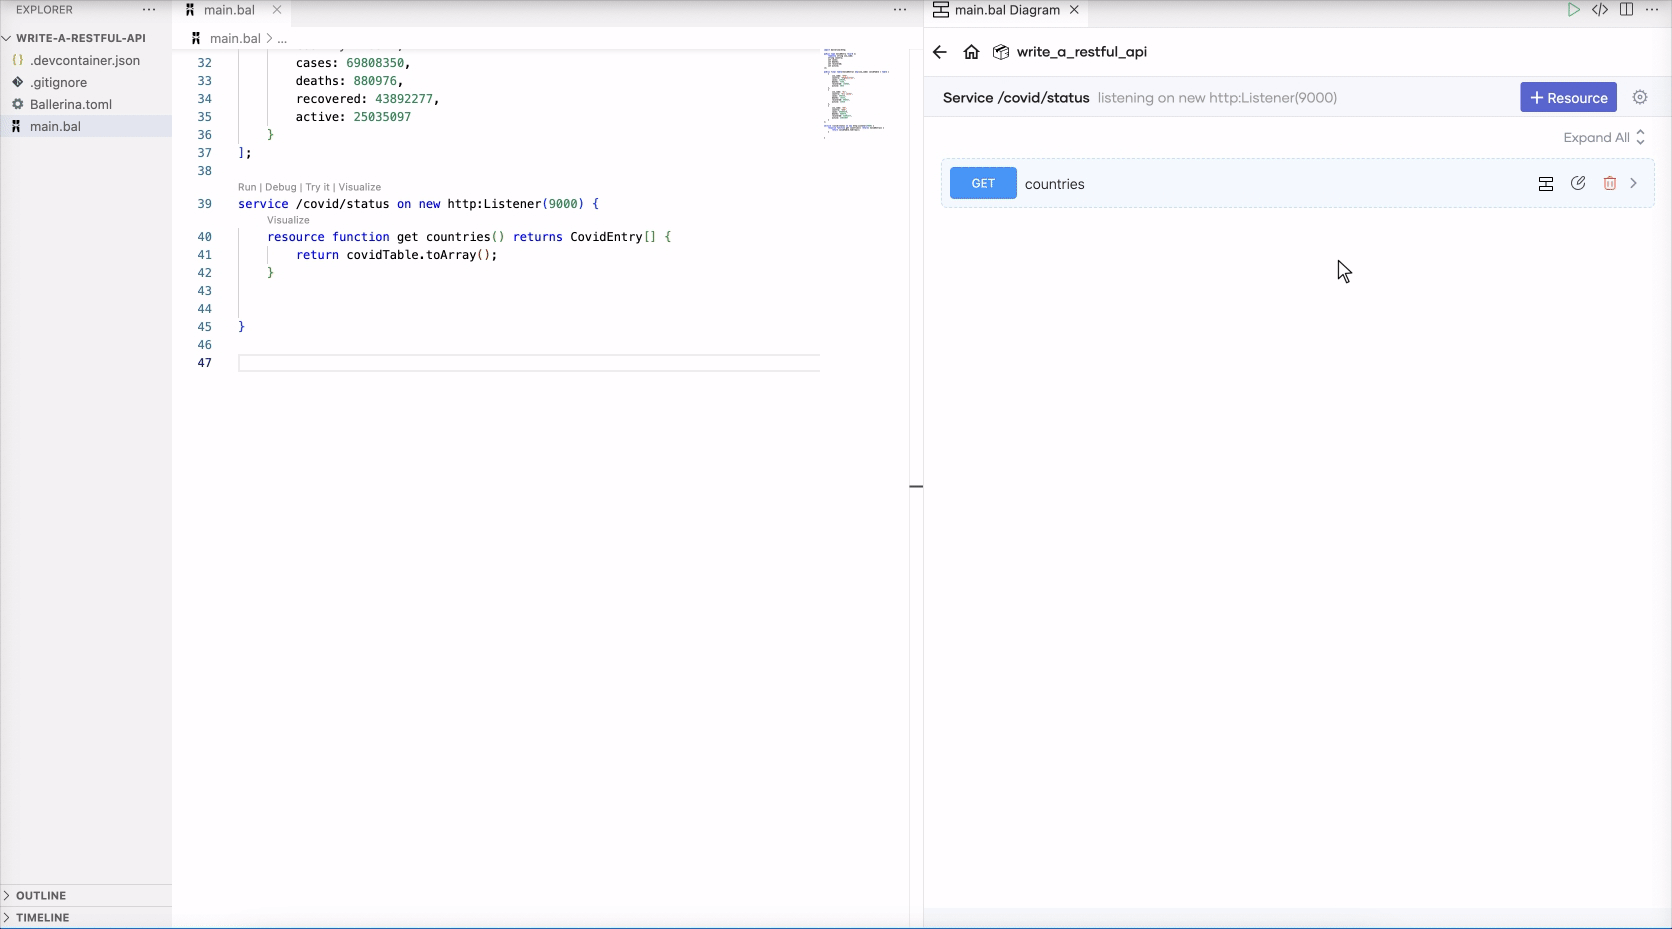 EXPLORER
WRITE-A-RESTFUL-API
.devcontainer.json
.gitignore
Ballerina.toml
main.bal
OUTLINE
TIMELINE
main.bal
main.bal > ...
32 cases: 69808350,
33 deaths: 880976,
34 recovered: 43892277,
35 active: 25035097
36 }
37 ];
38
Run | Debug | Try it | Visualize
39 service /covid/status on new http:Listener(9000) {
Visualize
40 resource function get countries() returns CovidEntry[] {
41 return covidTable.toArray();
42 }
43
44
45 }
46
47
main.bal Diagram
write_a_restful_api
Service /covid/status listening on new http:Listener(9000)
+ Resource
Expand All
GET countries